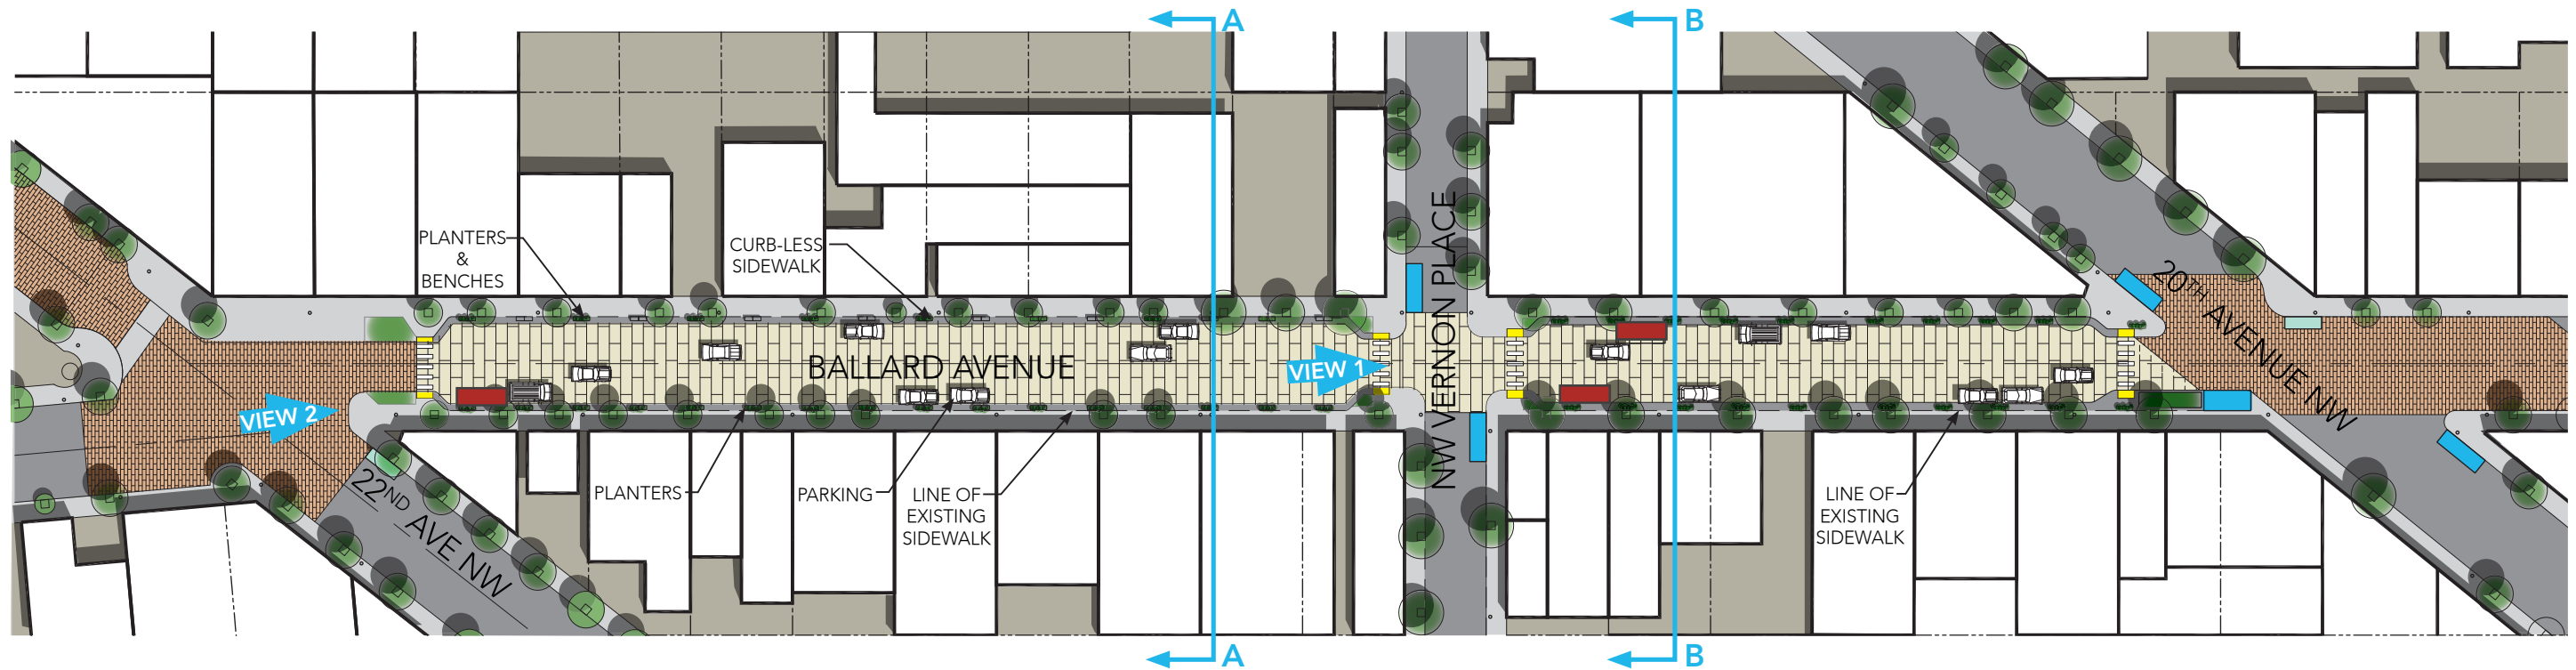 A
B
PLANTERS
&
BENCHES
CURB-LESS
SIDEWALK
BALLARD AVENUE
VIEW 1
NW VERNON PLACE
20TH AVENUE NW
VIEW 2
22ND AVE NW
PLANTERS
PARKING
LINE OF
EXISTING
SIDEWALK
LINE OF
EXISTING
SIDEWALK
A
B